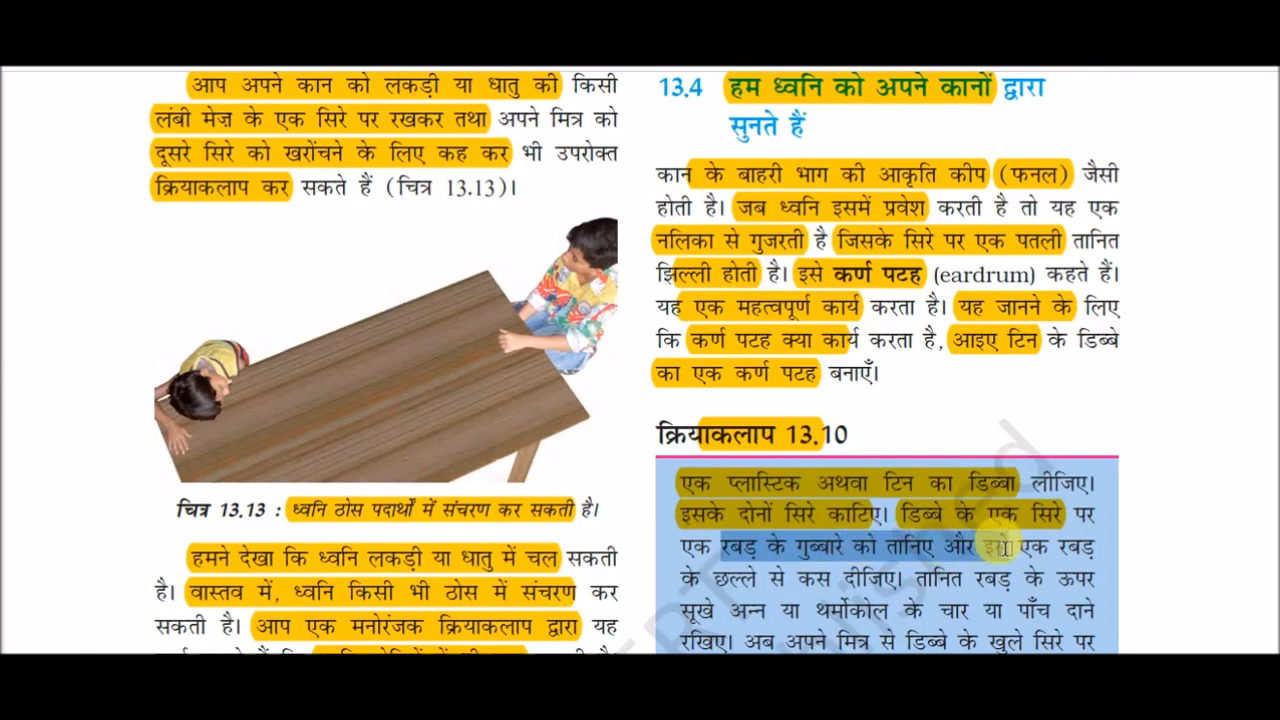 आप अपने कान को लकड़ी या धातु की किसी
लंबी मेज़ के एक सिरे पर रखकर तथा अपने मित्र को
दूसरे सिरे को खरोंचने के लिए कह कर भी उपरोक्त
क्रियाकलाप कर सकते हैं (चित्र 13.13)।
चित्र 13.13 : ध्वनि ठोस पदार्थों में संचरण कर सकती है।
हमने देखा कि ध्वनि लकड़ी या धातु में चल सकती
है। वास्तव में, ध्वनि किसी भी ठोस में संचरण कर
सकती है। आप एक मनोरंजक क्रियाकलाप द्वारा यह
13.4 हम ध्वनि को अपने कानों द्वारा
सुनते हैं
कान के बाहरी भाग की आकृति कीप (फनल) जैसी
होती है। जब ध्वनि इसमें प्रवेश करती है तो यह एक
नलिका से गुजरती है जिसके सिरे पर एक पतली तानित
झिल्ली होती है। इसे कर्ण पटह (eardrum) कहते हैं।
यह एक महत्वपूर्ण कार्य करता है। यह जानने के लिए
कि कर्ण पटह क्या कार्य करता है, आइए टिन के डिब्बे
का एक कर्ण पटह बनाएँ।
क्रियाकलाप 13.10
एक प्लास्टिक अथवा टिन का डिब्बा लीजिए।
इसके दोनों सिरे काटिए। डिब्बे के एक सिरे पर
एक रबड़ के गुब्बारे को तानिए और इसे एक रबड़
के छल्ले से कस दीजिए। तानित रबड़ के ऊपर
सूखे अन्न या थर्मोकोल के चार या पाँच दाने
रखिए। अब अपने मित्र से डिब्बे के खुले सिरे पर